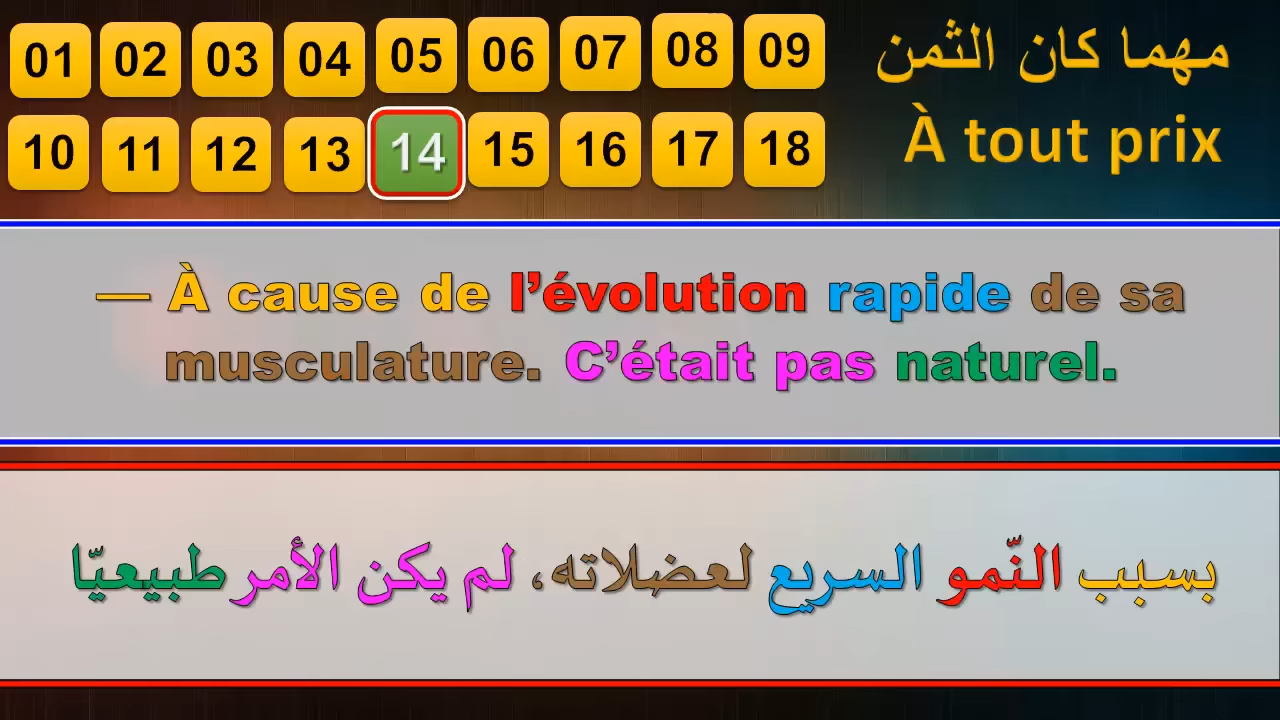 01 02 03 04 05 06 07 08 09
10 11 12 13 14 15 16 17 18
مهما كان الثمن
À tout prix
— À cause de l’évolution rapide de sa
musculature. C’était pas naturel.
بسبب النّمو السريع لعضلاته، لم يكن الأمر طبيعيّا